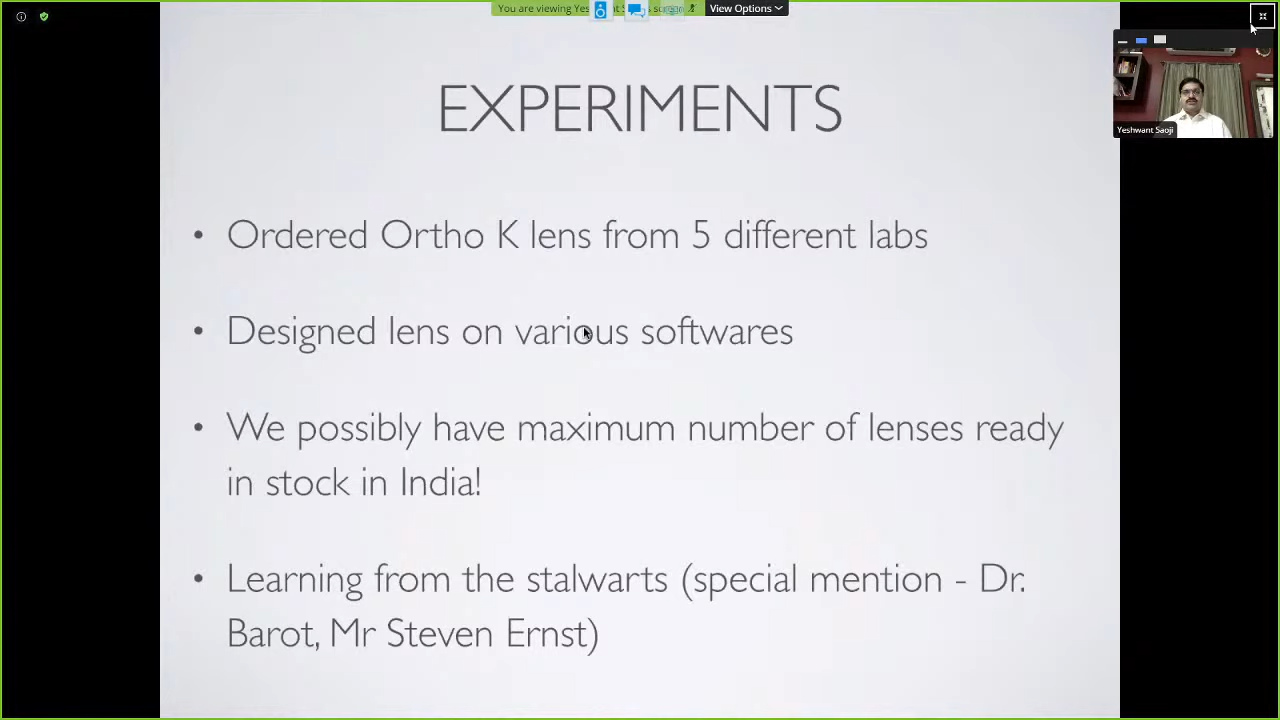 You are viewing Yes
View Options
EXPERIMENTS
Yeshwant Saoji
• Ordered Ortho K lens from 5 different labs
• Designed lens on various softwares
• We possibly have maximum number of lenses ready
in stock in India!
• Learning from the stalwarts (special mention - Dr.
Barot, Mr Steven Ernst)